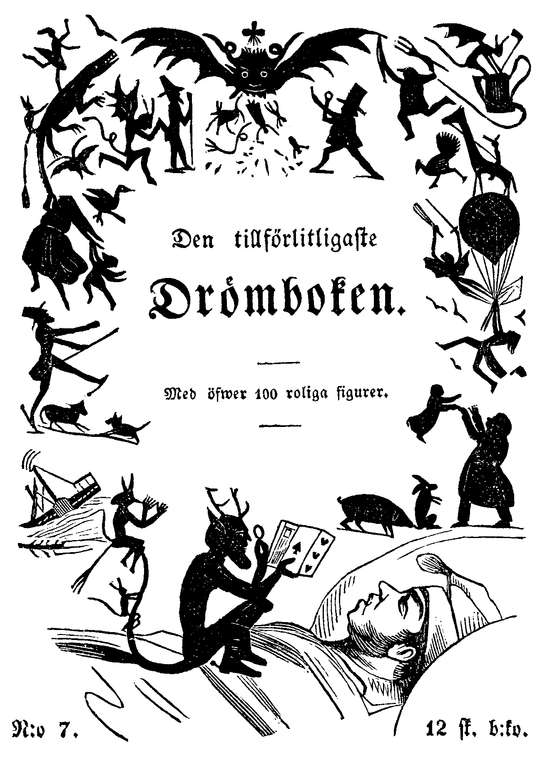 Den tillförlitligaste
Drömboken.
Med öfwer 100 roliga figurer.
N:o 7.
12 sk. b:ko.